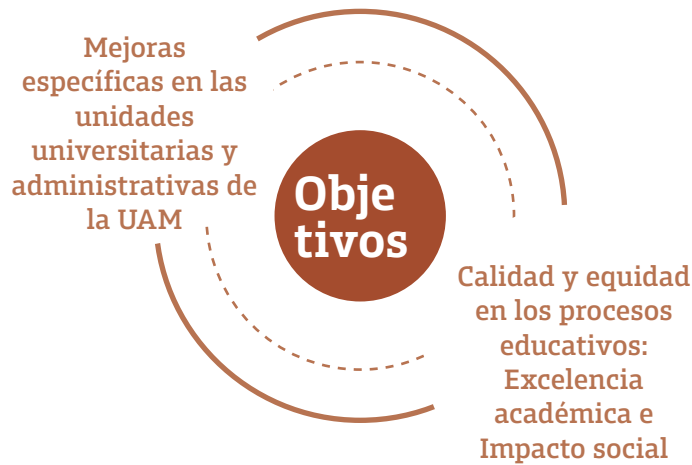 Mejoras
específicas en las
unidades
universitarias y
administrativas de
la UAM
Obje
tivos
Calidad y equidad
en los procesos
educativos:
Excelencia
académica e
Impacto social